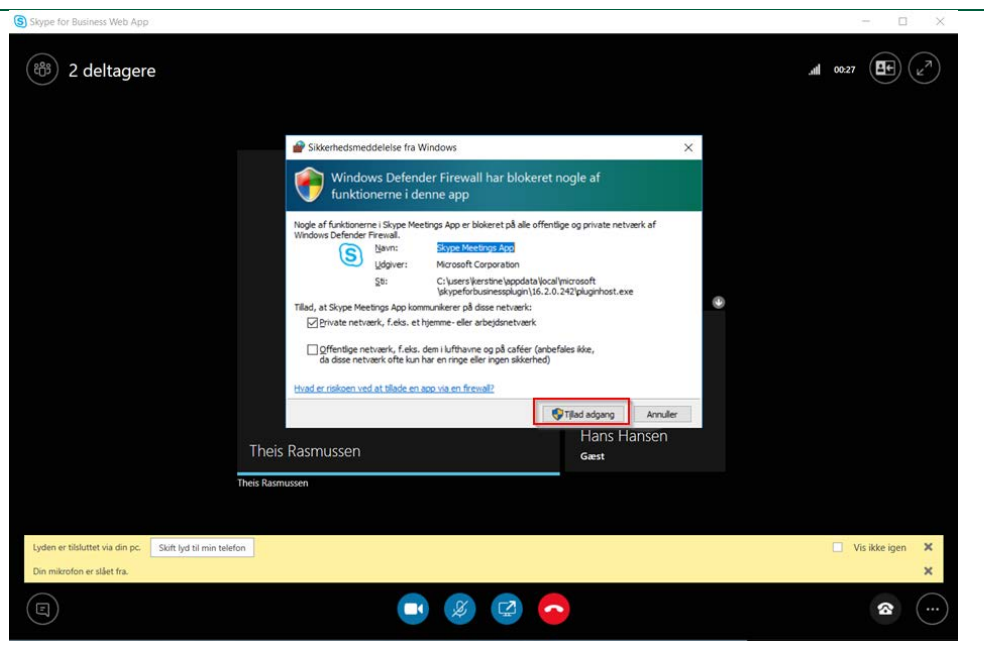 Skype for Business Web App
2 deltagere
00:27
Sikkerhedsmeddelelse fra Windows
Windows Defender Firewall har blokeret nogle af
funktionerne i denne app
Nogle af funktionerne i Skype Meetings App er blokeret på alle offentlige og private netværk af
Windows Defender Firewall.
Navn: Skype Meetings App
Udgiver: Microsoft Corporation
Sti: C:\users\kerstine\appdata\local\microsoft
\skypeforbusinessplugin\16.2.0.242\pluginhost.exe
Tillad, at Skype Meetings App kommunikerer på disse netværk:
Private netværk, f.eks. et hjemme- eller arbejdsnetværk
Offentlige netværk, f.eks. dem i lufthavne og på caféer (anbefales ikke,
da disse netværk ofte kun har en ringe eller ingen sikkerhed)
Hvad er risikoen ved at tillade en app via en firewall?
Tillad adgang Annuller
Theis Rasmussen
Hans Hansen
Gæst
Theis Rasmussen
Lyden er tilsluttet via din pc. Skift lyd til min telefon Vis ikke igen
Din mikrofon er slået fra.